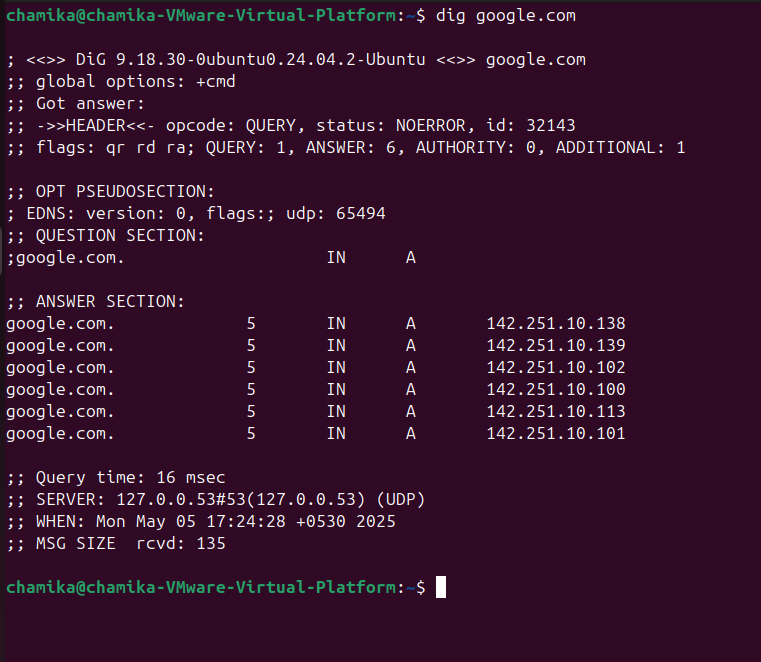 chamika@chamika-VMware-Virtual-Platform:~$ dig google.com
; <<>> DiG 9.18.30-0ubuntu0.24.04.2-Ubuntu <<>> google.com
;; global options: +cmd
;; Got answer:
;; ->>HEADER<<- opcode: QUERY, status: NOERROR, id: 32143
;; flags: qr rd ra; QUERY: 1, ANSWER: 6, AUTHORITY: 0, ADDITIONAL: 1
;; OPT PSEUDOSECTION:
; EDNS: version: 0, flags:; udp: 65494
;; QUESTION SECTION:
;google.com. IN A
;; ANSWER SECTION:
google.com. 5 IN A 142.251.10.138
google.com. 5 IN A 142.251.10.139
google.com. 5 IN A 142.251.10.102
google.com. 5 IN A 142.251.10.100
google.com. 5 IN A 142.251.10.113
google.com. 5 IN A 142.251.10.101
;; Query time: 16 msec
;; SERVER: 127.0.0.53#53(127.0.0.53) (UDP)
;; WHEN: Mon May 05 17:24:28 +0530 2025
;; MSG SIZE  rcvd: 135
chamika@chamika-VMware-Virtual-Platform:~$